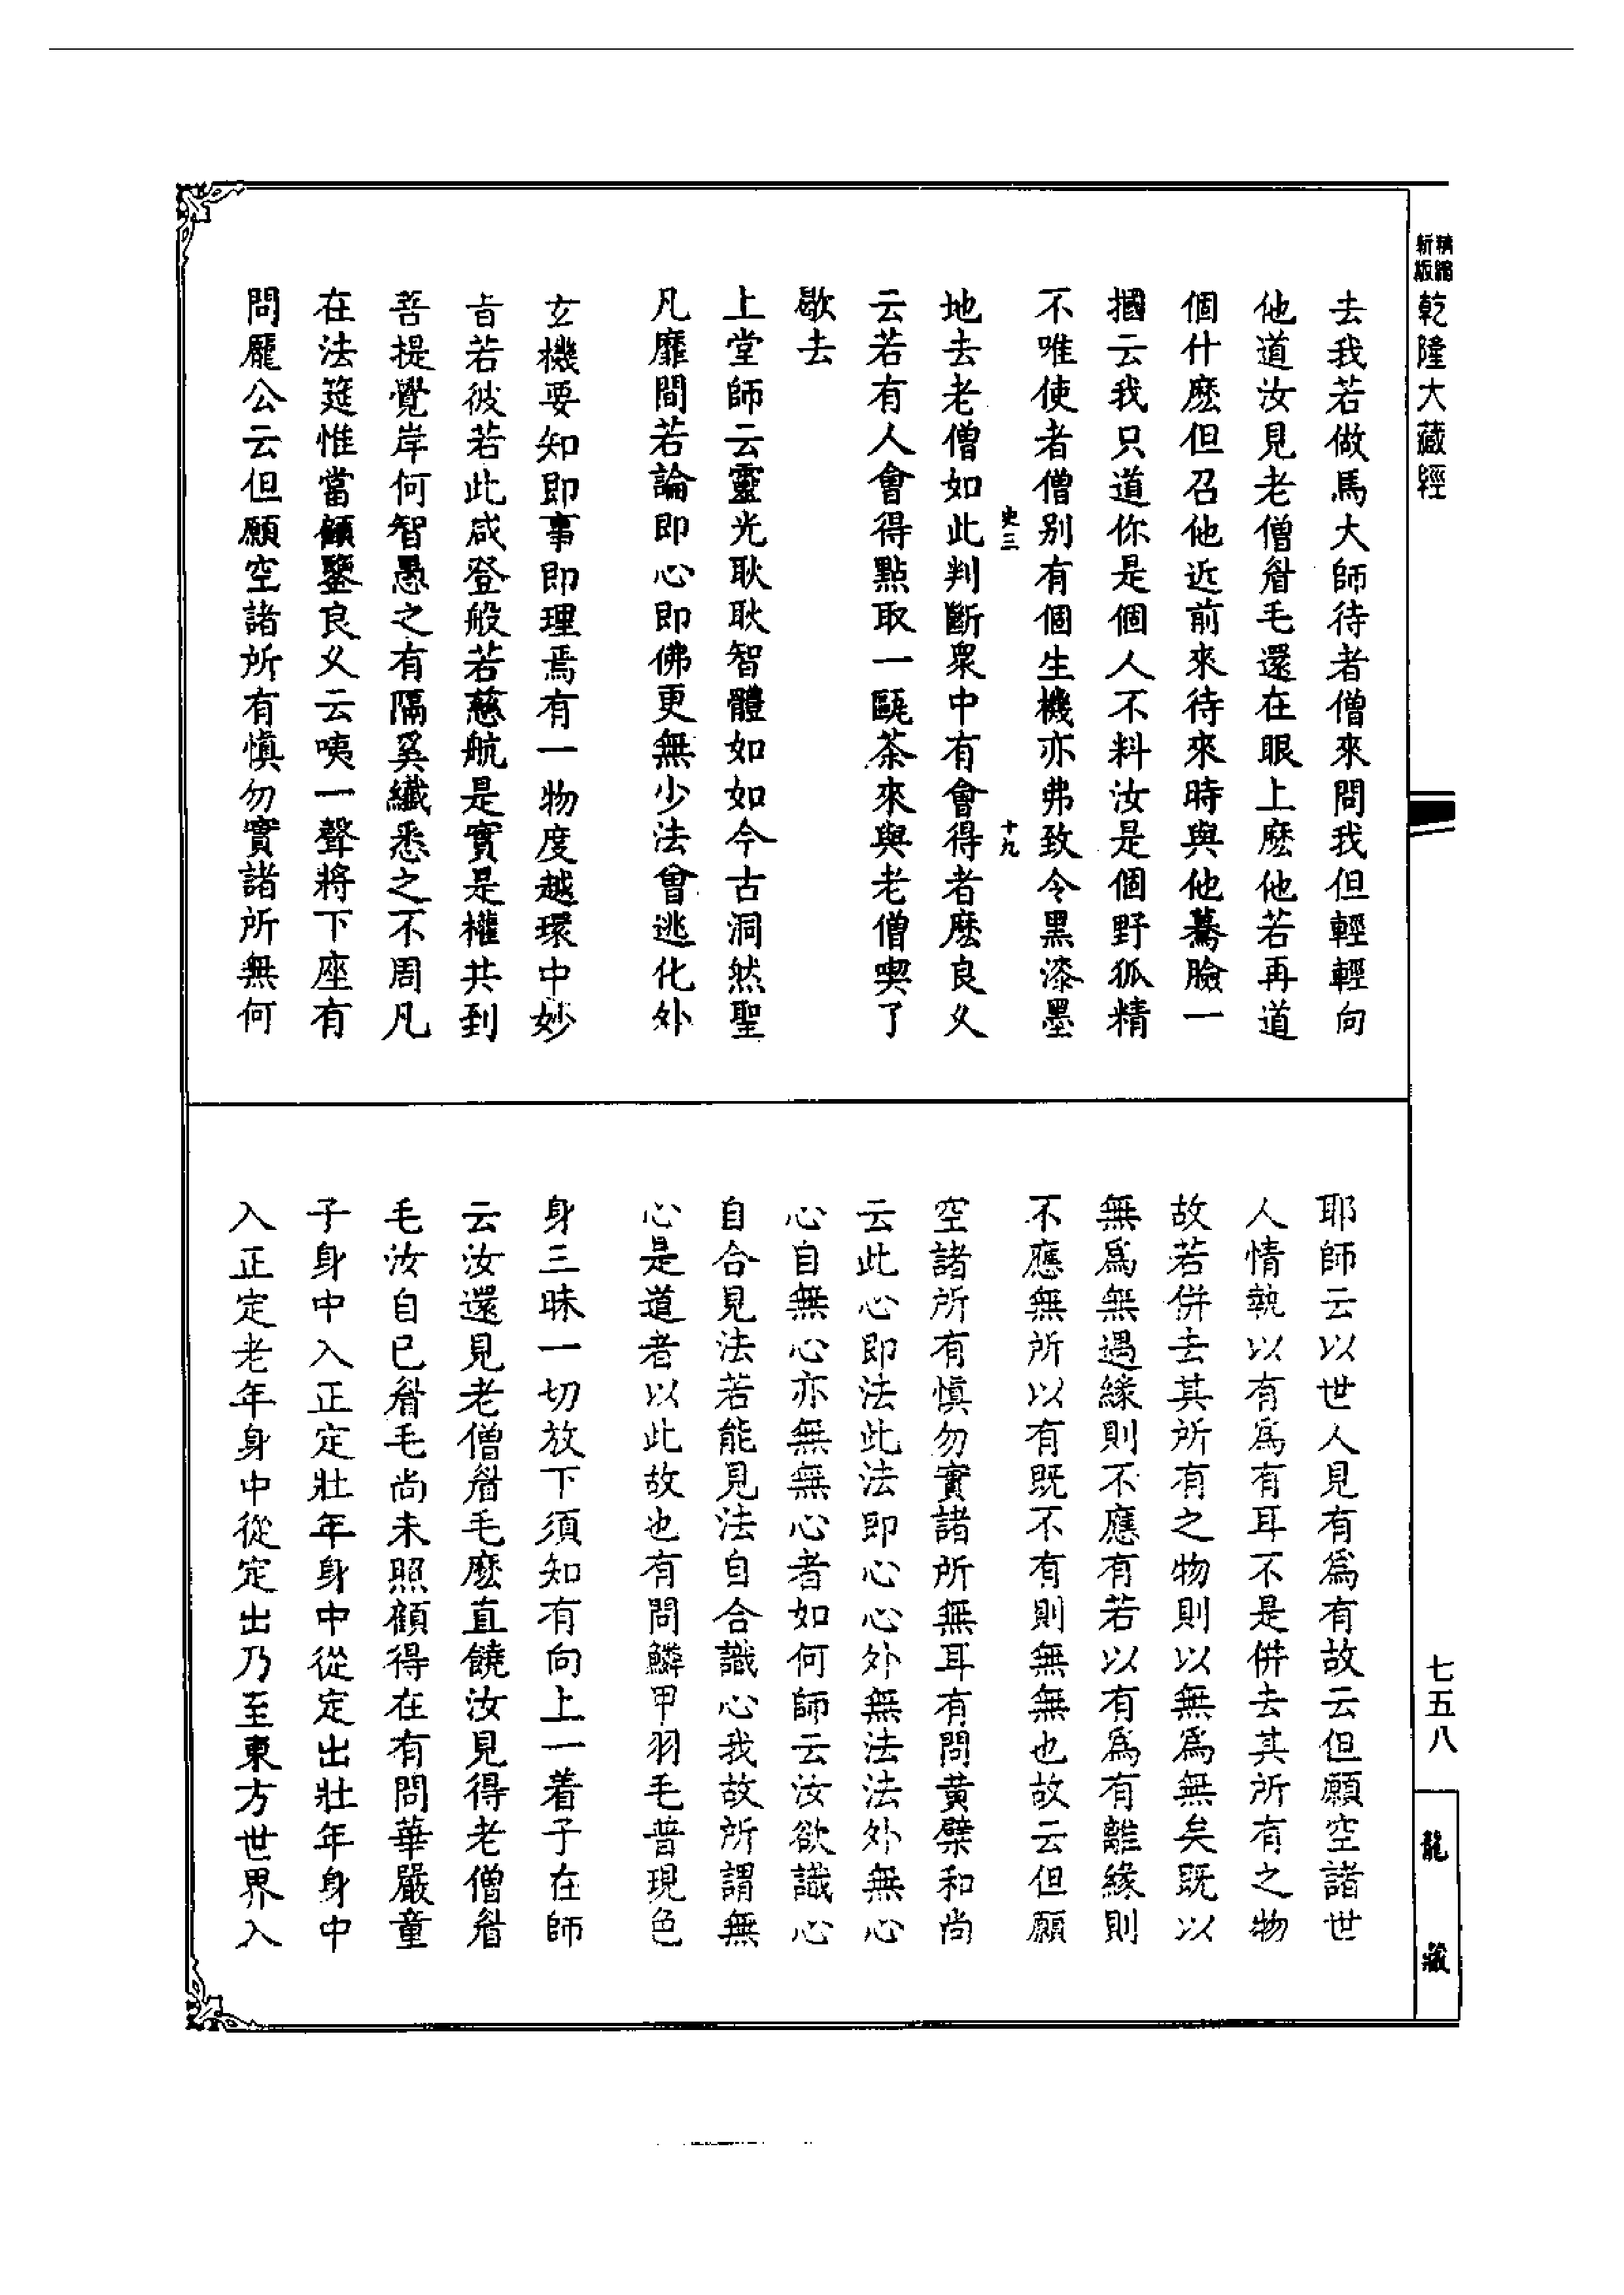 精縮新版乾隆大藏經
去我若做馬大師待者僧來問我但輕輕向
他道汝見老僧眉毛還在眼上麽他若再道
個什麽但召他近前來待來時與他驀臉一
摑云我只道你是個人不料汝是個野狐精
不唯使者僧別有個生機亦弗致令黑漆墨
史三 十九
地去老僧如此判斷衆中有會得者麽良久
云若有人會得點取一甌茶來與老僧喫了
歇去
上堂師云靈光耿耿智體如如今古洞然聖
凡靡間若論即心即佛更無少法會逃化外
玄機要知即事即理焉有一物度越環中妙
旨若彼若此咸登般若慈航是實是權共到
菩提覺岸何智愚之有隔奚纖悉之不周凡
在法筵惟當顧鑒良乆云咦一聲將下座有
問龐公云但願空諸所有慎勿實諸所無何
耶師云以世人見有爲有故云但願空諸世
人情執以有爲有耳不是併去其所有之物
故若併去其所有之物則以無爲無矣既以
無爲無遇緣則不應有若以有爲有離緣則
不應無所以有既不有則無無也故云但願
空諸所有慎勿實諸所無耳有問黃檗和尚
云此心即法此法即心心外無法法外無心
心自無心亦無無心者如何師云汝欲識心
自合見法若能見法自合識心我故所謂無
心是道者以此故也有問鱗甲羽毛普現色
身三昧一切放下須知有向上一着子在師
云汝還見老僧眉毛麽直饒汝見得老僧眉
毛汝自已眉毛尚未照顧得在有問華嚴童
子身中入正定壯年身中從定出壯年身中
入正定老年身中從定出乃至東方世界入
七五八
龍藏